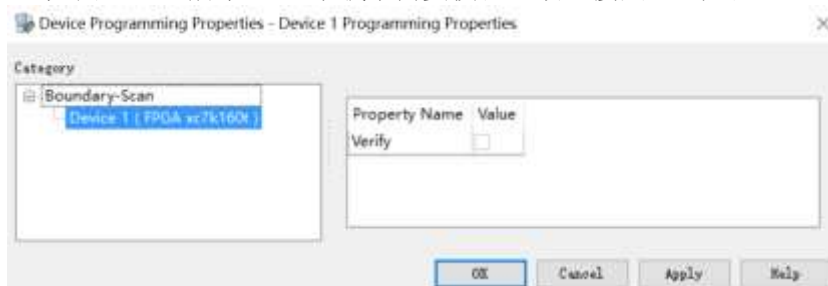 Device Programming Properties - Device 1 Programming Properties
Category
Boundary-Scan
Device 1 ( FPGA xc7k160t )
Property Name Value
Verify
OK Cancel Apply Help